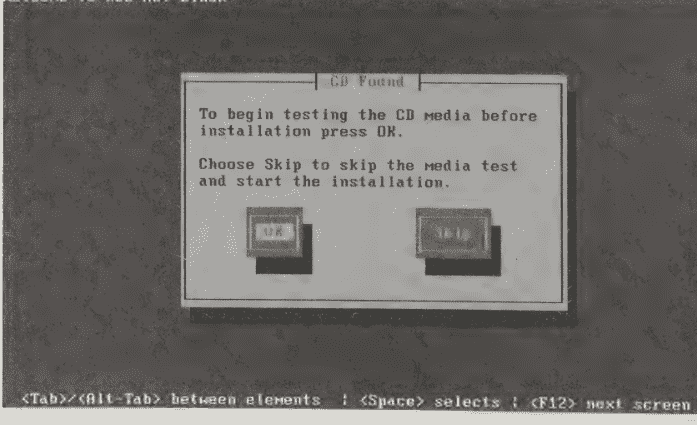 CD Found
To begin testing the CD media before
installation press OK.
Choose Skip to skip the media test
and start the installation.
OK
Skip
<Tab>/<Alt-Tab> between elements | <Space> selects | <F12> next screen